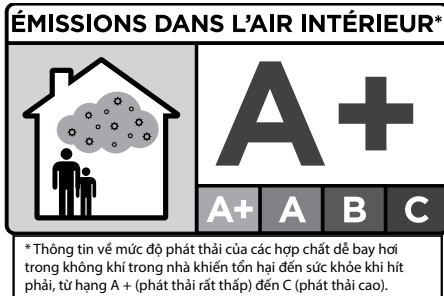 ÉMISSIONS DANS L'AIR INTÉRIEUR*
A+
A+ A B C
* Thông tin về mức độ phát thải của các hợp chất dễ bay hơi
trong không khí trong nhà khiến tổn hại đến sức khỏe khi hít
phải, từ hạng A + (phát thải rất thấp) đến C (phát thải cao).